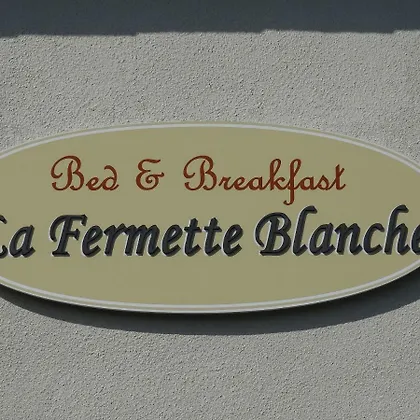 Bed & Breakfast
La Fermette Blanche